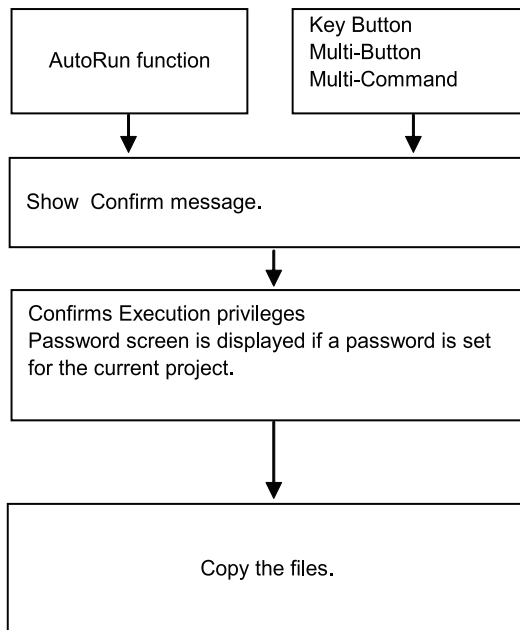 AutoRun function
Key Button
Multi-Button
Multi-Command
Show Confirm message.
Confirms Execution privileges
Password screen is displayed if a password is set
for the current project.
Copy the files.